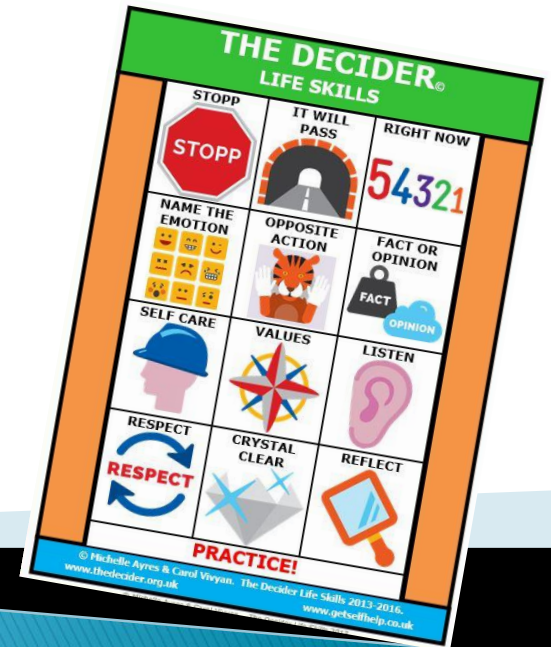 THE DECIDER©
LIFE SKILLS
STOPP
STOPP
IT WILL
PASS
RIGHT NOW
54321
NAME THE
EMOTION
OPPOSITE
ACTION
FACT OR
OPINION
FACT
OPINION
SELF CARE
VALUES
LISTEN
RESPECT
RESPECT
CRYSTAL
CLEAR
REFLECT
PRACTICE!
© Michelle Ayres & Carol Vivyan. The Decider Life Skills 2013-2016.
www.thedecider.org.uk
www.getselfhelp.co.uk